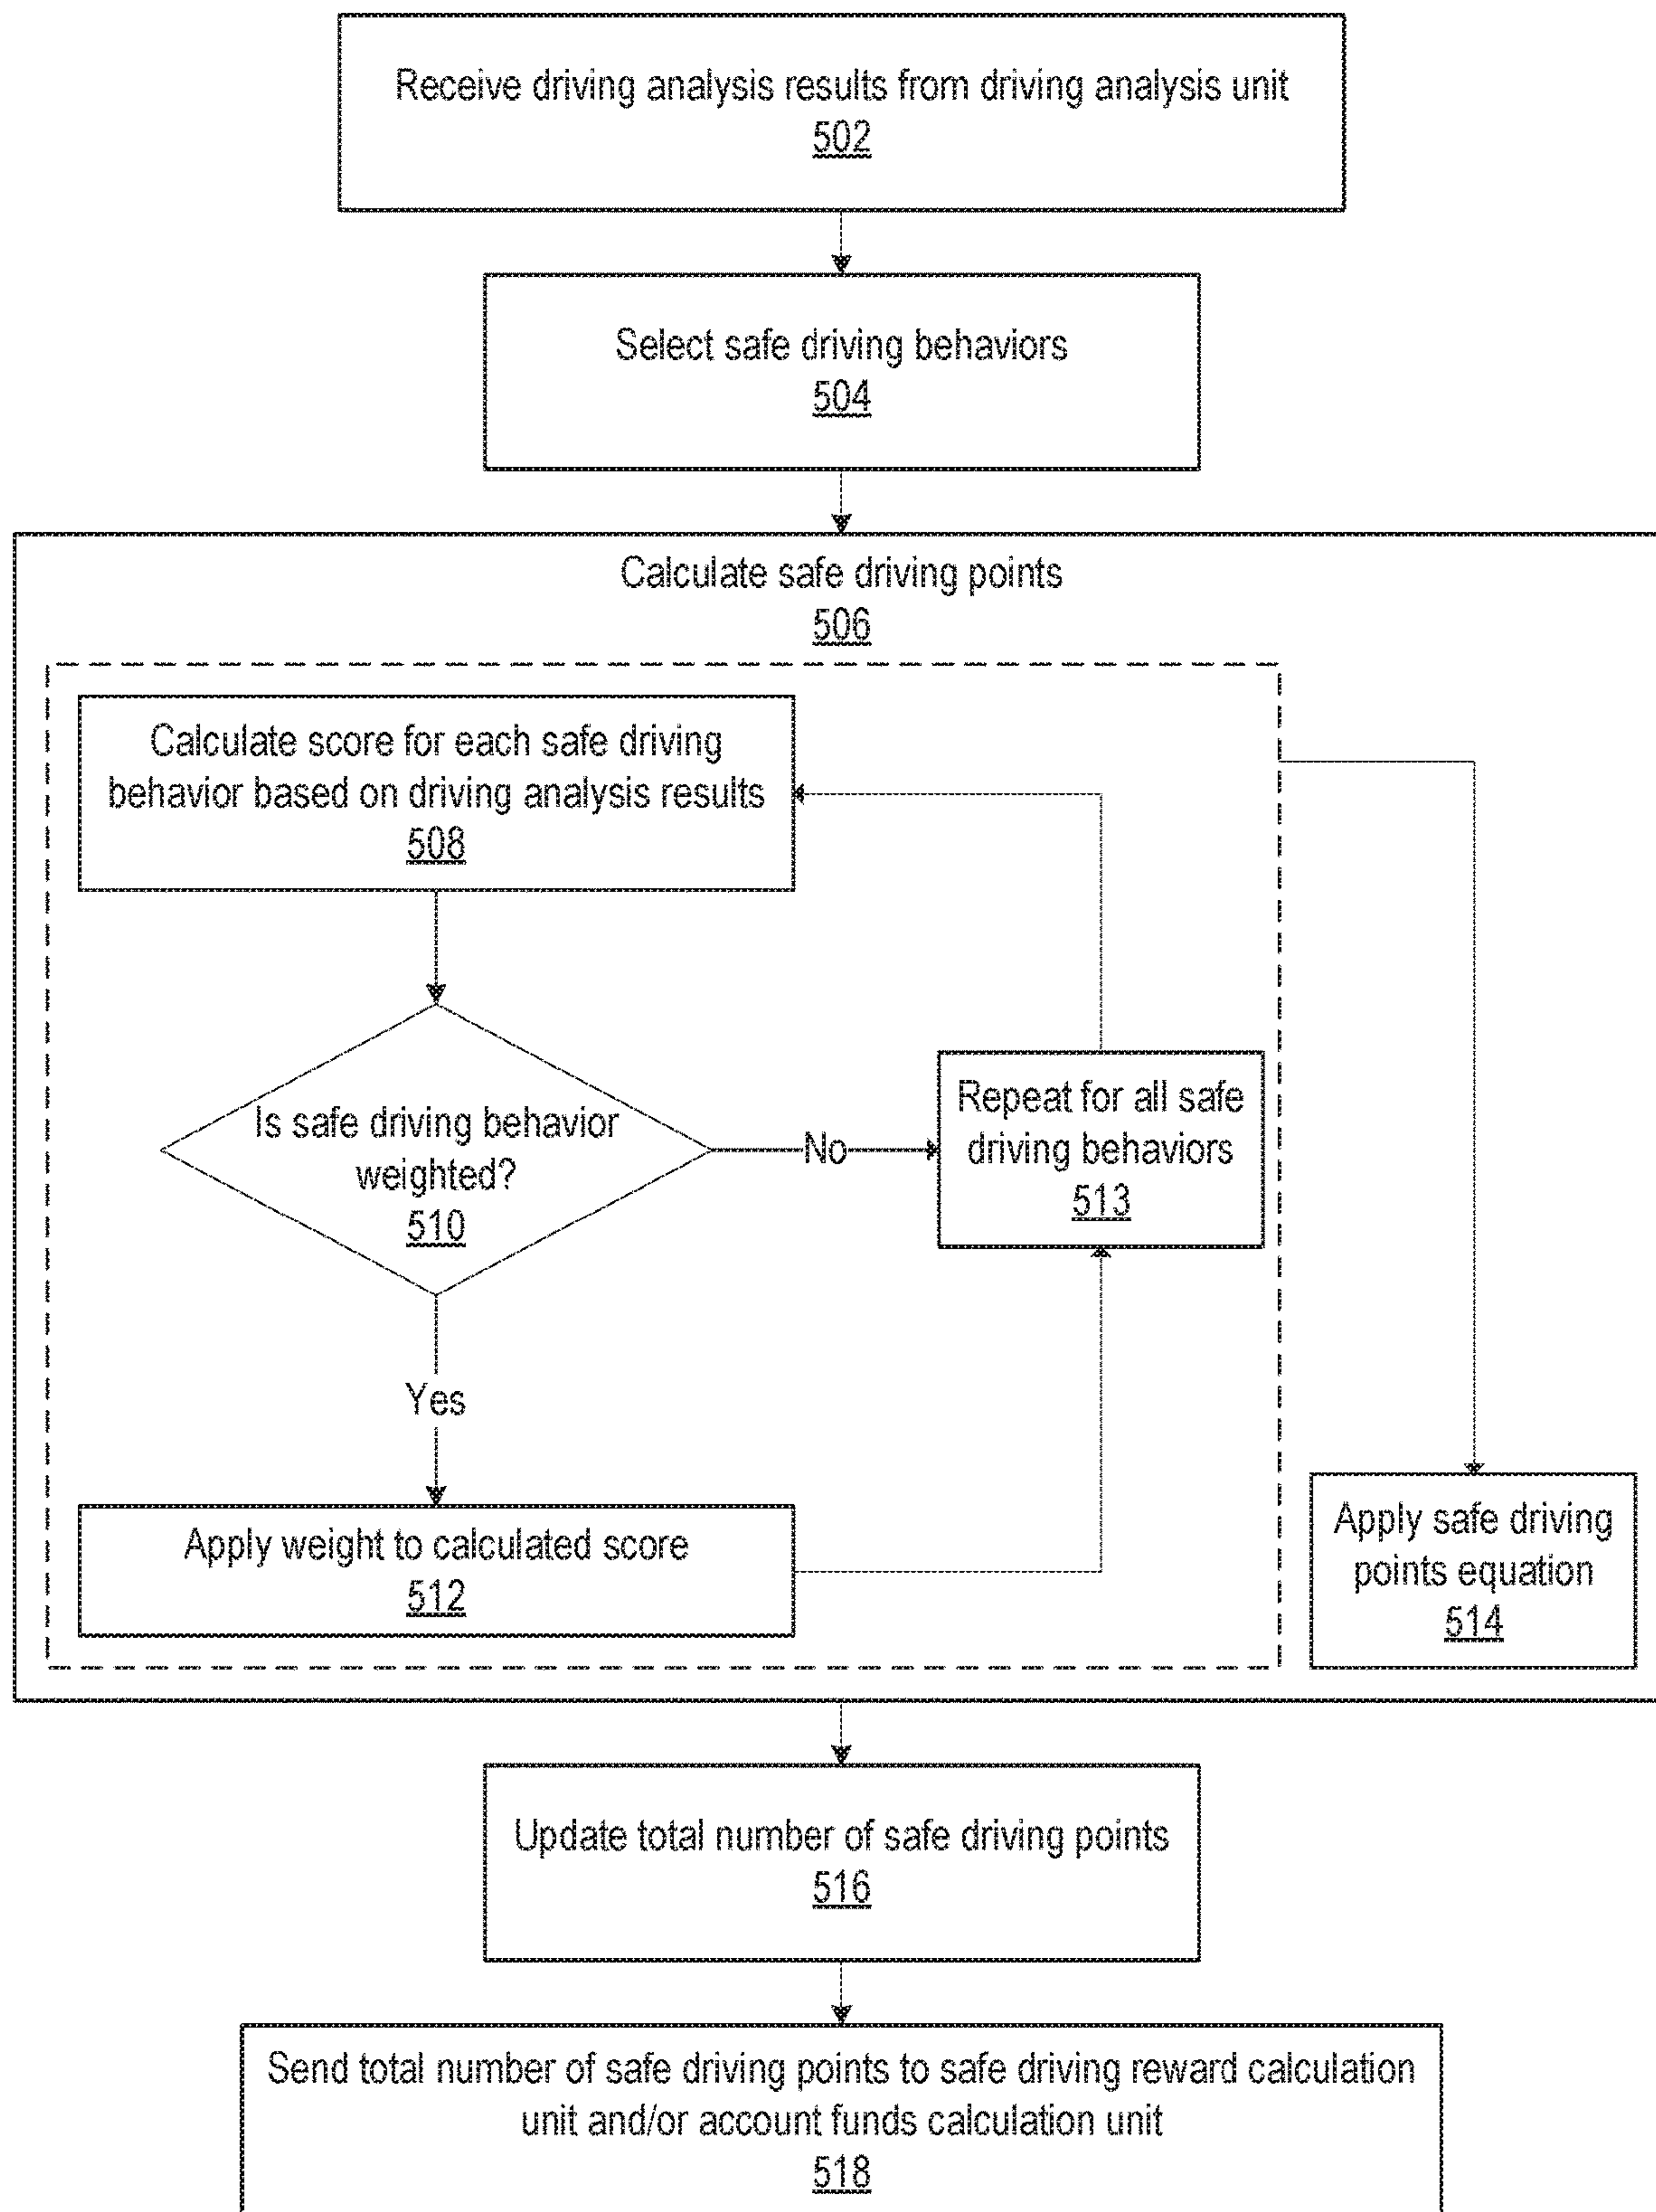 Receive driving analysis results from driving analysis unit
502
Select safe driving behaviors
504
Calculate safe driving points
506
Calculate score for each safe driving
behavior based on driving analysis results
508
Is safe driving behavior
weighted?
510
No
Repeat for all safe
driving behaviors
513
Yes
Apply weight to calculated score
512
Apply safe driving
points equation
514
Update total number of safe driving points
516
Send total number of safe driving points to safe driving reward calculation
unit and/or account funds calculation unit
518